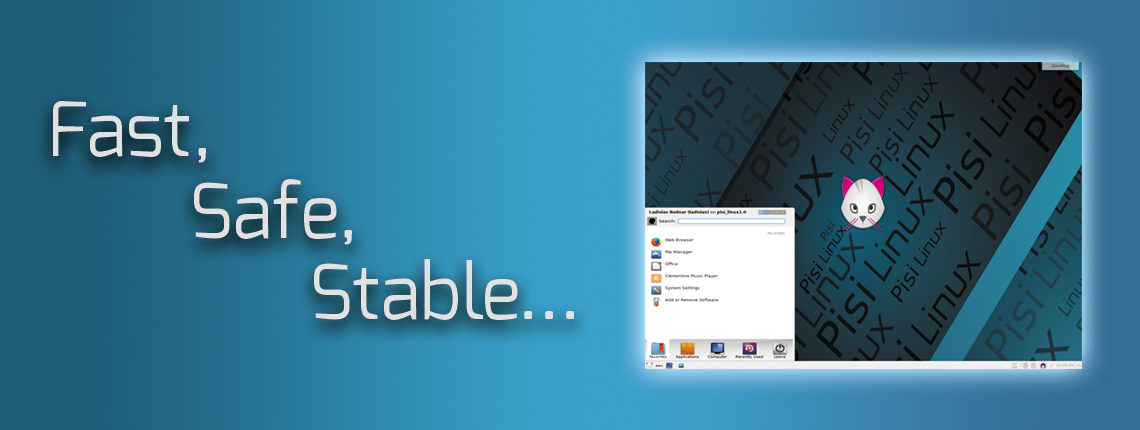 Fast,
Safe,
Stable...
Desktop
Pisi Linux
Pisi Linux
Pisi Linux
Linux
Pisi Linux
Pisi Linux
Pisi Linux
Pisi
Ladislav Bodnar (ladislav) on pisi_linux1.0
Search:
Favorites
Web Browser
File Manager
Office
Clementine Music Player
System Settings
Add or Remove Software
Favorites
Applications
Computer
Recently Used
Leave